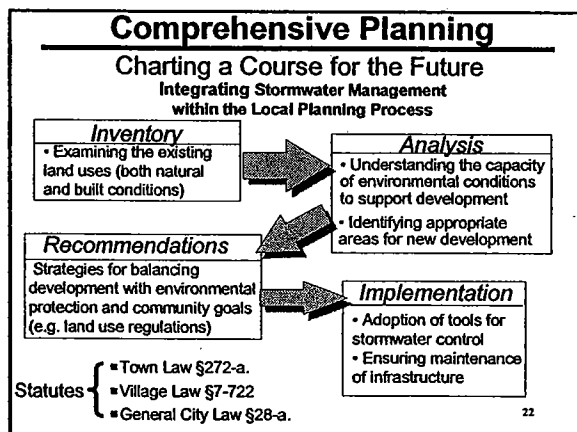 Comprehensive Planning
Charting a Course for the Future
Integrating Stormwater Management
within the Local Planning Process
Inventory
• Examining the existing
land uses (both natural
and built conditions)
Analysis
• Understanding the capacity
of environmental conditions
to support development
• Identifying appropriate
areas for new development
Recommendations
Strategies for balancing
development with environmental
protection and community goals
(e.g. land use regulations)
Implementation
• Adoption of tools for
stormwater control
• Ensuring maintenance
of infrastructure
Statutes
▪Town Law §272-a.
▪Village Law §7-722
▪General City Law §28-a.
22